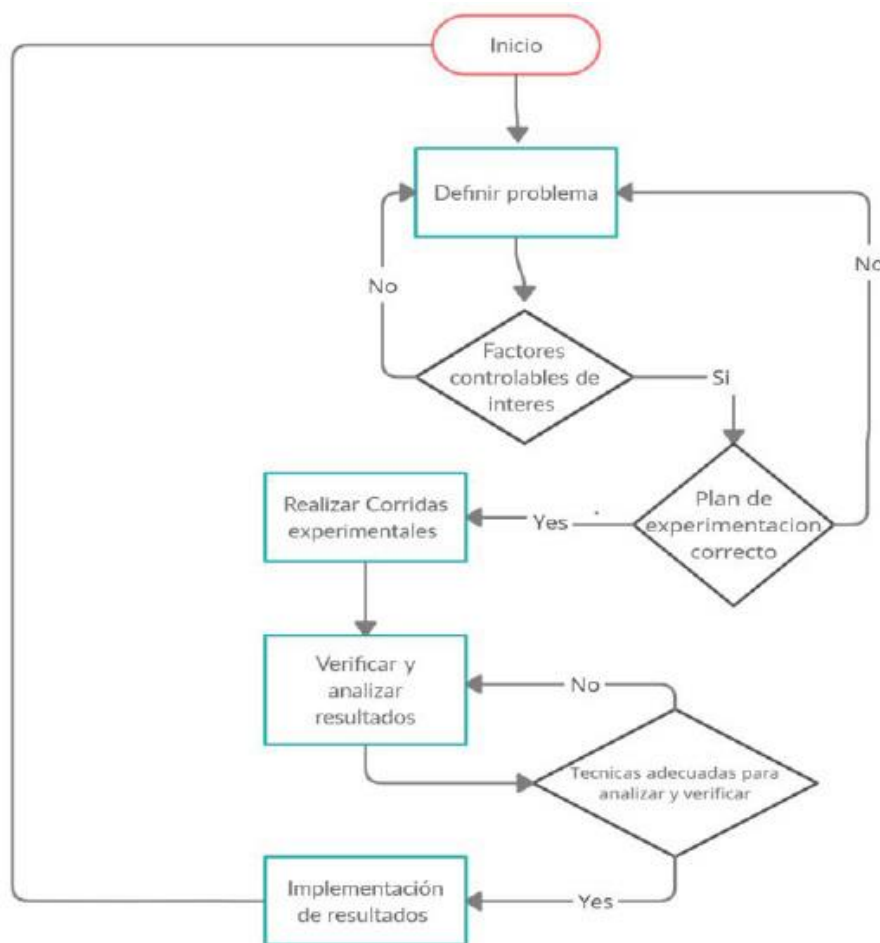 Inicio
Definir problema
No
No
Factores
controlables de
interes
Si
Plan de
experimentacion
correcto
Yes
Realizar Corridas
experimentales
Verificar y
analizar
resultados
No
Tecnicas adecuadas para
analizar y verificar
Yes
Implementación
de resultados